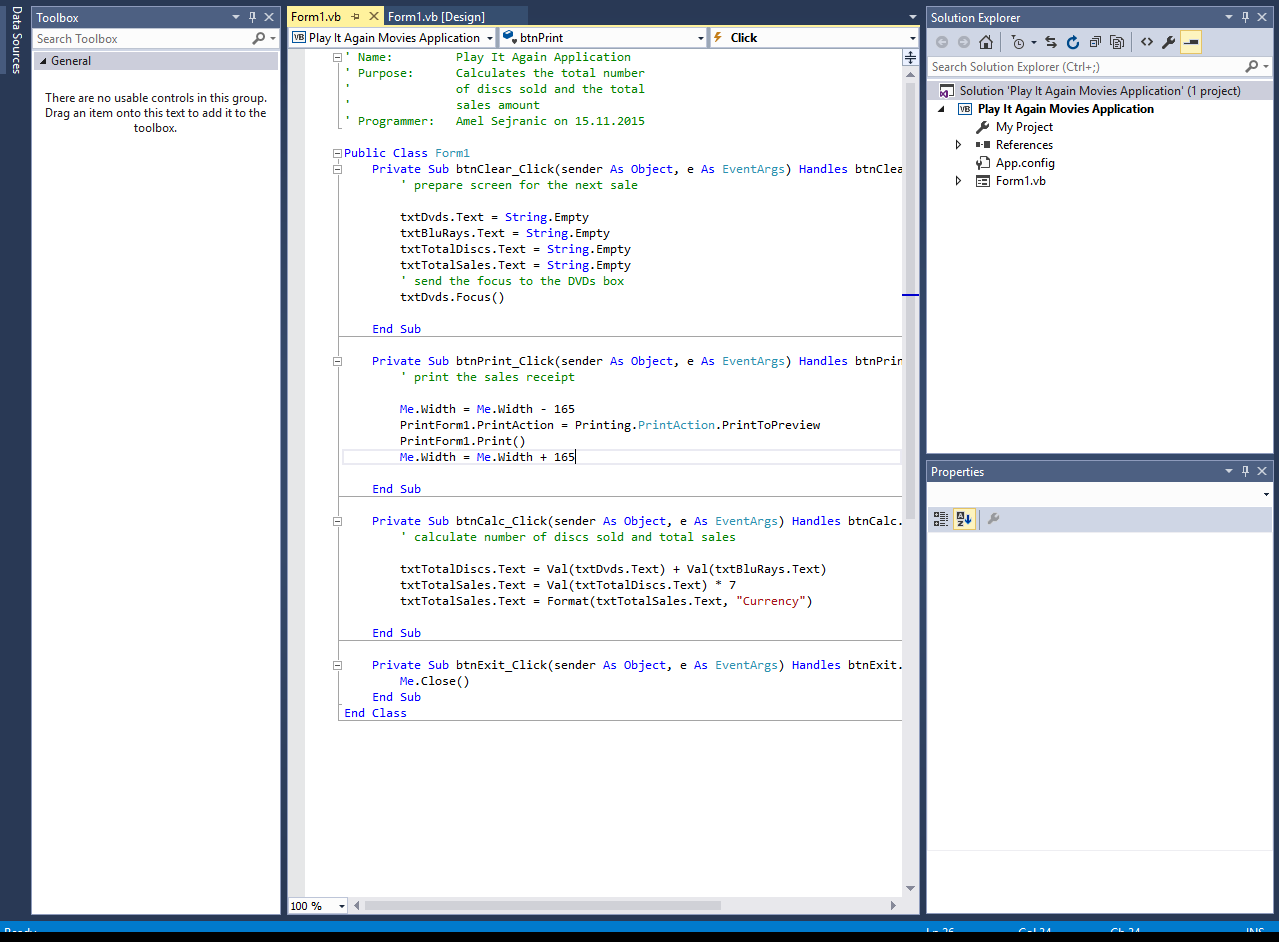 Data Sources
Toolbox
Search Toolbox
General
There are no usable controls in this group.
Drag an item onto this text to add it to the
toolbox.
Form1.vb
Form1.vb [Design]
VB Play It Again Movies Application
btnPrint
Click
' Name:         Play It Again Application
' Purpose:      Calculates the total number
'               of discs sold and the total
'               sales amount
' Programmer:   Amel Sejranic on 15.11.2015
Public Class Form1
    Private Sub btnClear_Click(sender As Object, e As EventArgs) Handles btnClea
        ' prepare screen for the next sale
        txtDvds.Text = String.Empty
        txtBluRays.Text = String.Empty
        txtTotalDiscs.Text = String.Empty
        txtTotalSales.Text = String.Empty
        ' send the focus to the DVDs box
        txtDvds.Focus()
    End Sub
    Private Sub btnPrint_Click(sender As Object, e As EventArgs) Handles btnPrin
        ' print the sales receipt
        Me.Width = Me.Width - 165
        PrintForm1.PrintAction = Printing.PrintAction.PrintToPreview
        PrintForm1.Print()
        Me.Width = Me.Width + 165
    End Sub
    Private Sub btnCalc_Click(sender As Object, e As EventArgs) Handles btnCalc.
        ' calculate number of discs sold and total sales
        txtTotalDiscs.Text = Val(txtDvds.Text) + Val(txtBluRays.Text)
        txtTotalSales.Text = Val(txtTotalDiscs.Text) * 7
        txtTotalSales.Text = Format(txtTotalSales.Text, "Currency")
    End Sub
    Private Sub btnExit_Click(sender As Object, e As EventArgs) Handles btnExit.
        Me.Close()
    End Sub
End Class
100 %
Solution Explorer
Search Solution Explorer (Ctrl+;)
Solution 'Play It Again Movies Application' (1 project)
VB Play It Again Movies Application
My Project
References
App.config
Form1.vb
Properties